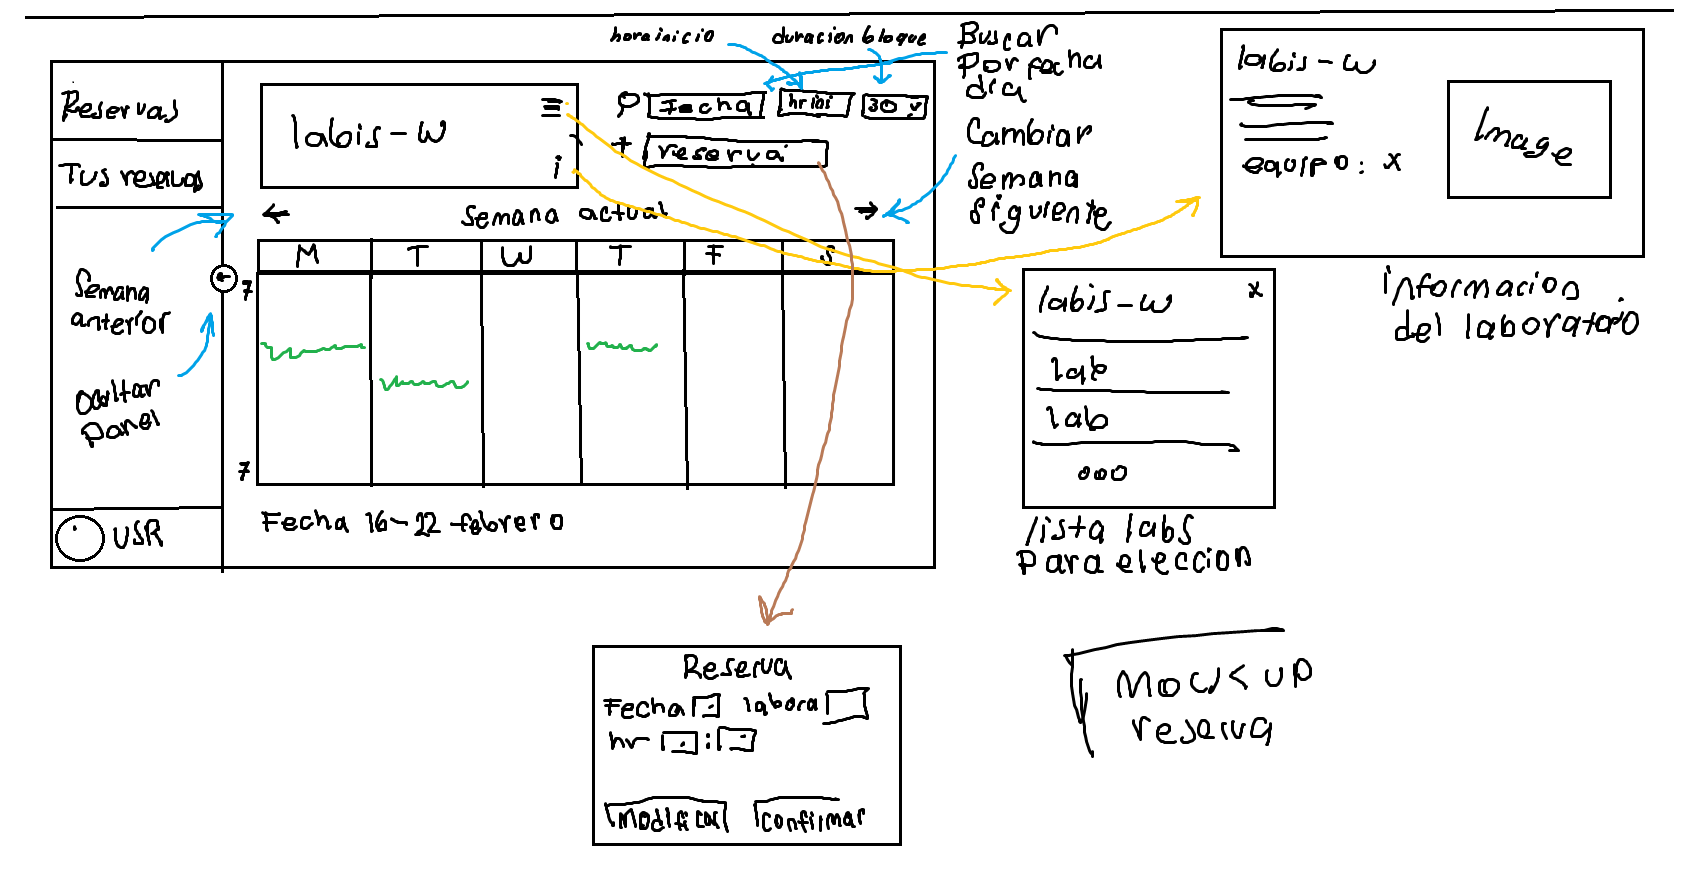 hora inicio
duracion bloque
Buscar
Por fecha
dia
Reservas
Tus reservas
labis-w
i
Fecha
hr ini
30 v
+ reserva
Cambiar
Semana
siguiente
Semana actual
M T W T F S
7
7
Semana
anterior
ocultar
panel
USR
Fecha 16-22 febrero
labis-w
equipo: x
Image
informacion
del laboratorio
labis-w x
lab
lab
ooo
lista labs
Para eleccion
Reserva
Fecha labora
hr :
Modificar confirmar
Mockup
reserva